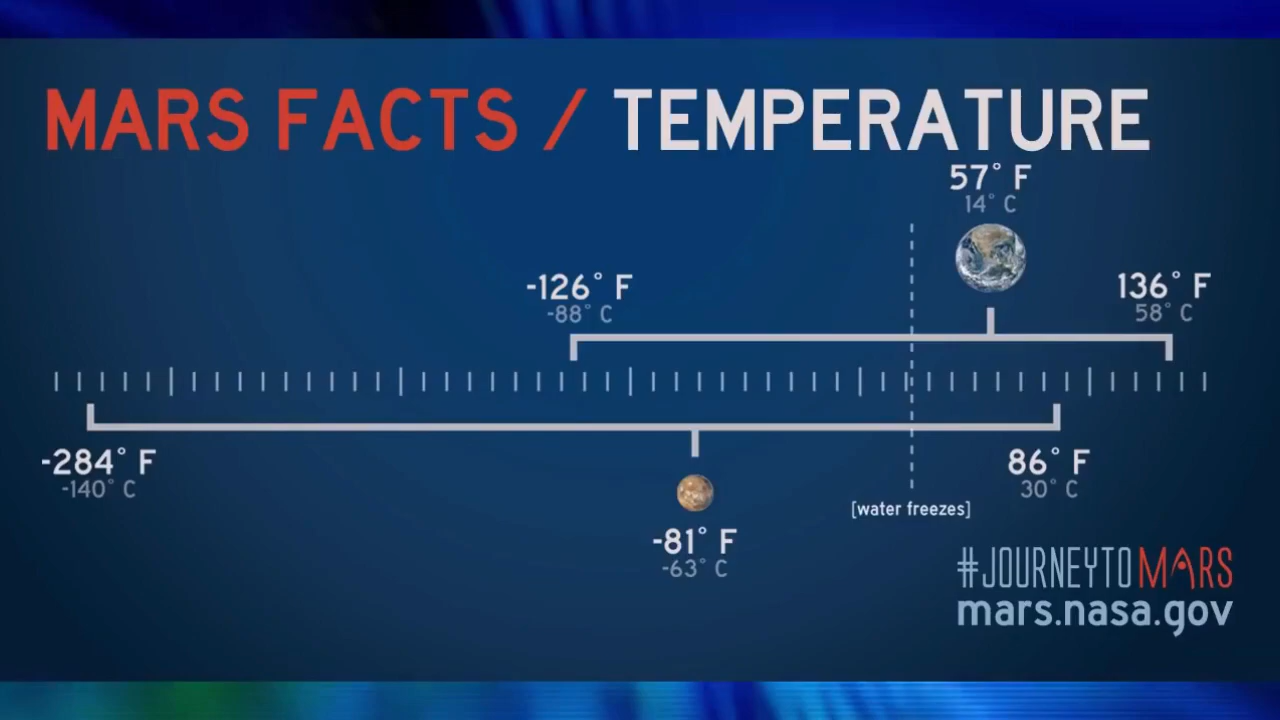 MARS FACTS / TEMPERATURE
57° F
14° C
-126° F
-88° C
136° F
58° C
-284° F
-140° C
86° F
30° C
[water freezes]
-81° F
-63° C
#JOURNEYTOMARS
mars.nasa.gov